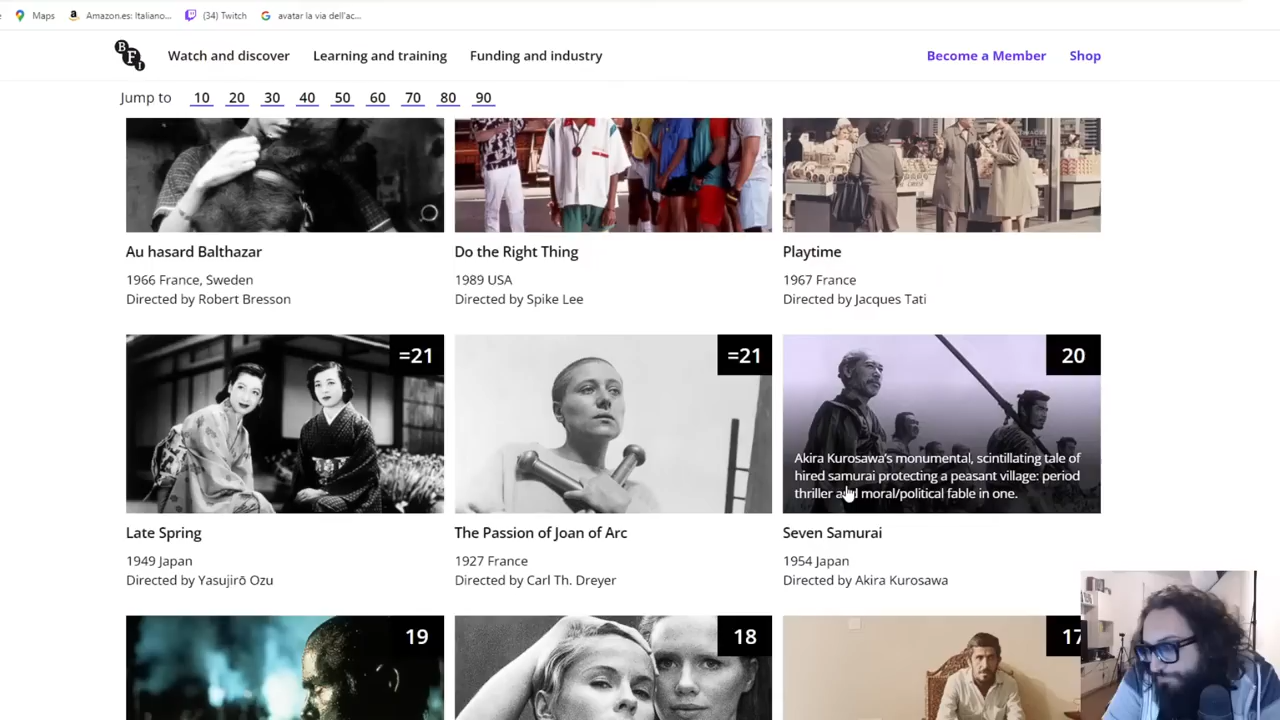 Maps Amazon.es: Italiano... (34) Twitch avatar la via dell'ac...
BFI Watch and discover Learning and training Funding and industry Become a Member Shop
Jump to 10 20 30 40 50 60 70 80 90
Au hasard Balthazar
1966 France, Sweden
Directed by Robert Bresson
Do the Right Thing
1989 USA
Directed by Spike Lee
Playtime
1967 France
Directed by Jacques Tati
=21
Late Spring
1949 Japan
Directed by Yasujirō Ozu
=21
The Passion of Joan of Arc
1927 France
Directed by Carl Th. Dreyer
20
Akira Kurosawa's monumental, scintillating tale of
hired samurai protecting a peasant village: period
thriller and moral/political fable in one.
Seven Samurai
1954 Japan
Directed by Akira Kurosawa
19
18
17